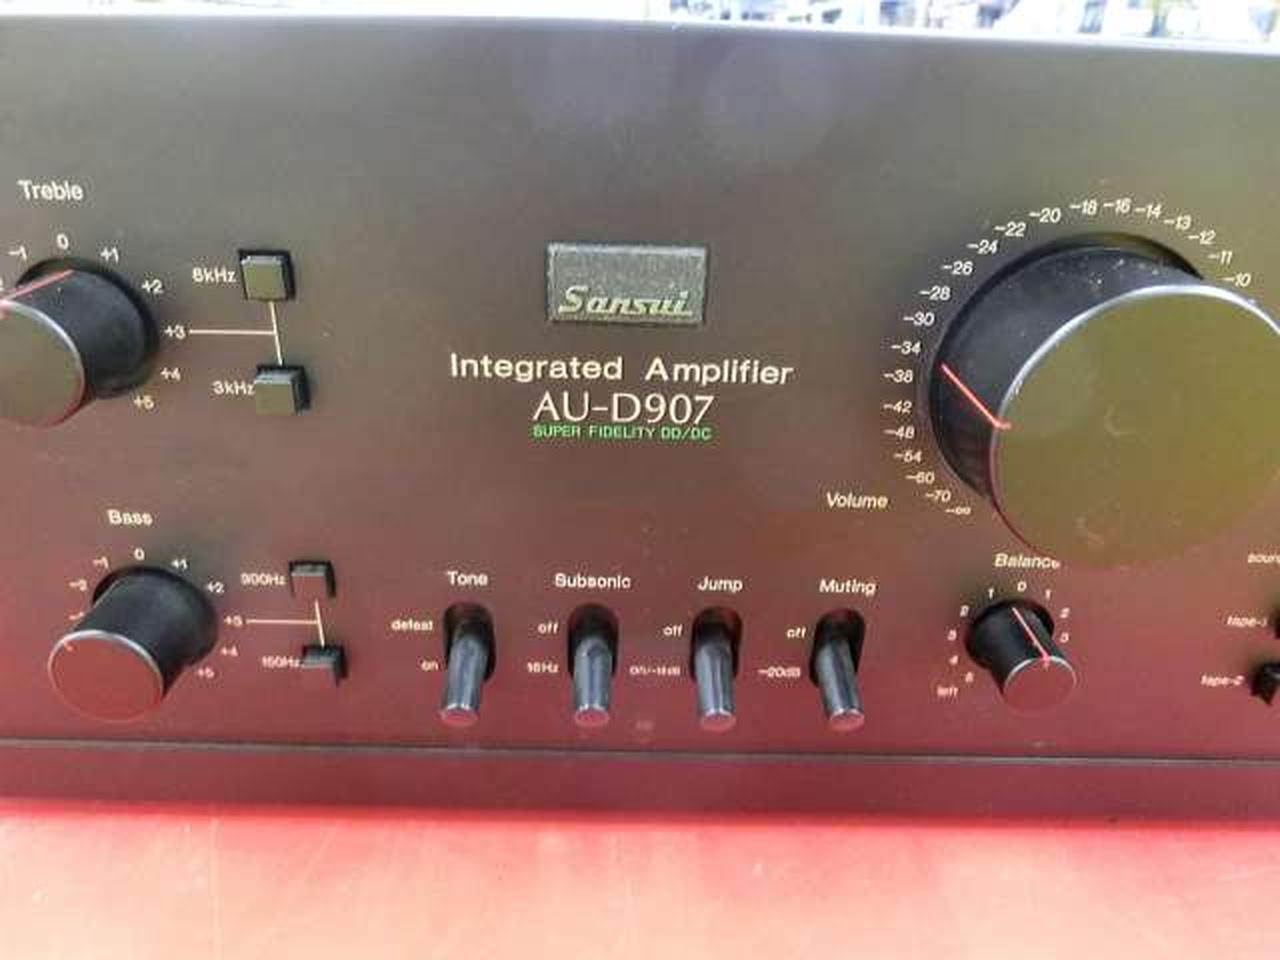 Treble
-1 0 +1
+2
+3
+4
+5
6kHz
3kHz
Sansui
Integrated Amplifier
AU-D907
SUPER FIDELITY DD/DC
-10
-11
-12
-13
-14
-16
-18
-20
-22
-24
-26
-28
-30
-34
-38
-42
-48
-54
-60
-70
-∞
Volume
Bass
-2 -1 0 +1 +2
+4
+5
300Hz
150Hz
Tone
defeat
on
Subsonic
off
16Hz
Jump
off
Muting
off
-20dB
Balance
5 4 3 2 1 0 1 2 3
left
tape-1
tape-2